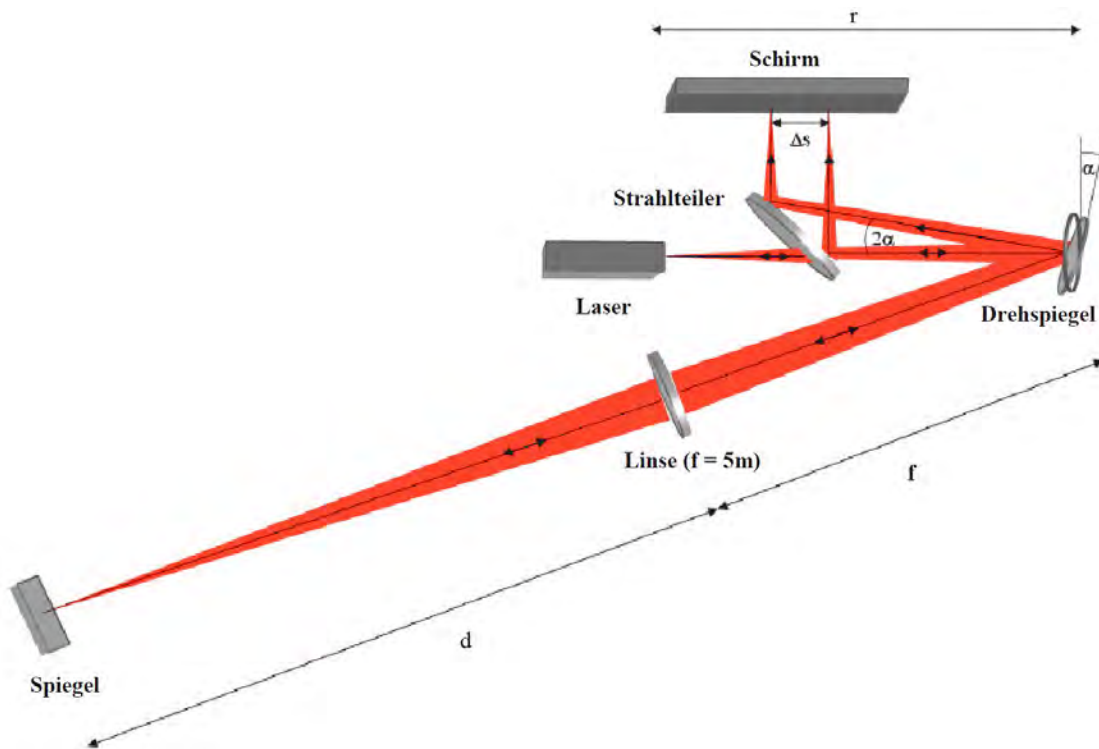 r
Schirm
Δs
α
Strahlteiler
2α
Laser
Drehspiegel
Linse (f = 5m)
f
d
Spiegel